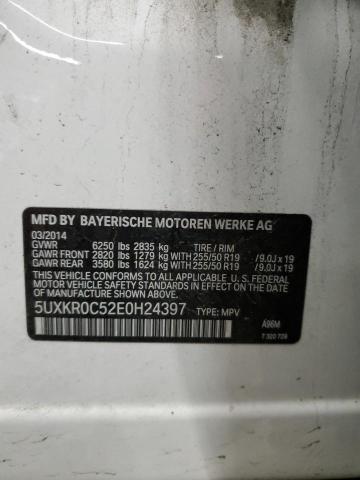 MFD BY BAYERISCHE MOTOREN WERKE AG
03/2014
GVWR 6250 lbs 2835 kg TIRE / RIM
GAWR FRONT 2820 lbs 1279 kg WITH 255/50 R19 / 9.0J x 19
GAWR REAR 3580 lbs 1624 kg WITH 255/50 R19 / 9.0J x 19
THIS VEHICLE CONFORMS TO ALL APPLICABLE U.S. FEDERAL
MOTOR VEHICLE SAFETY STANDARDS IN EFFECT ON THE DATE OF
MANUFACTURE SHOWN ABOVE.
5UXKR0C52E0H24397 TYPE: MPV
A96M
T 300 709